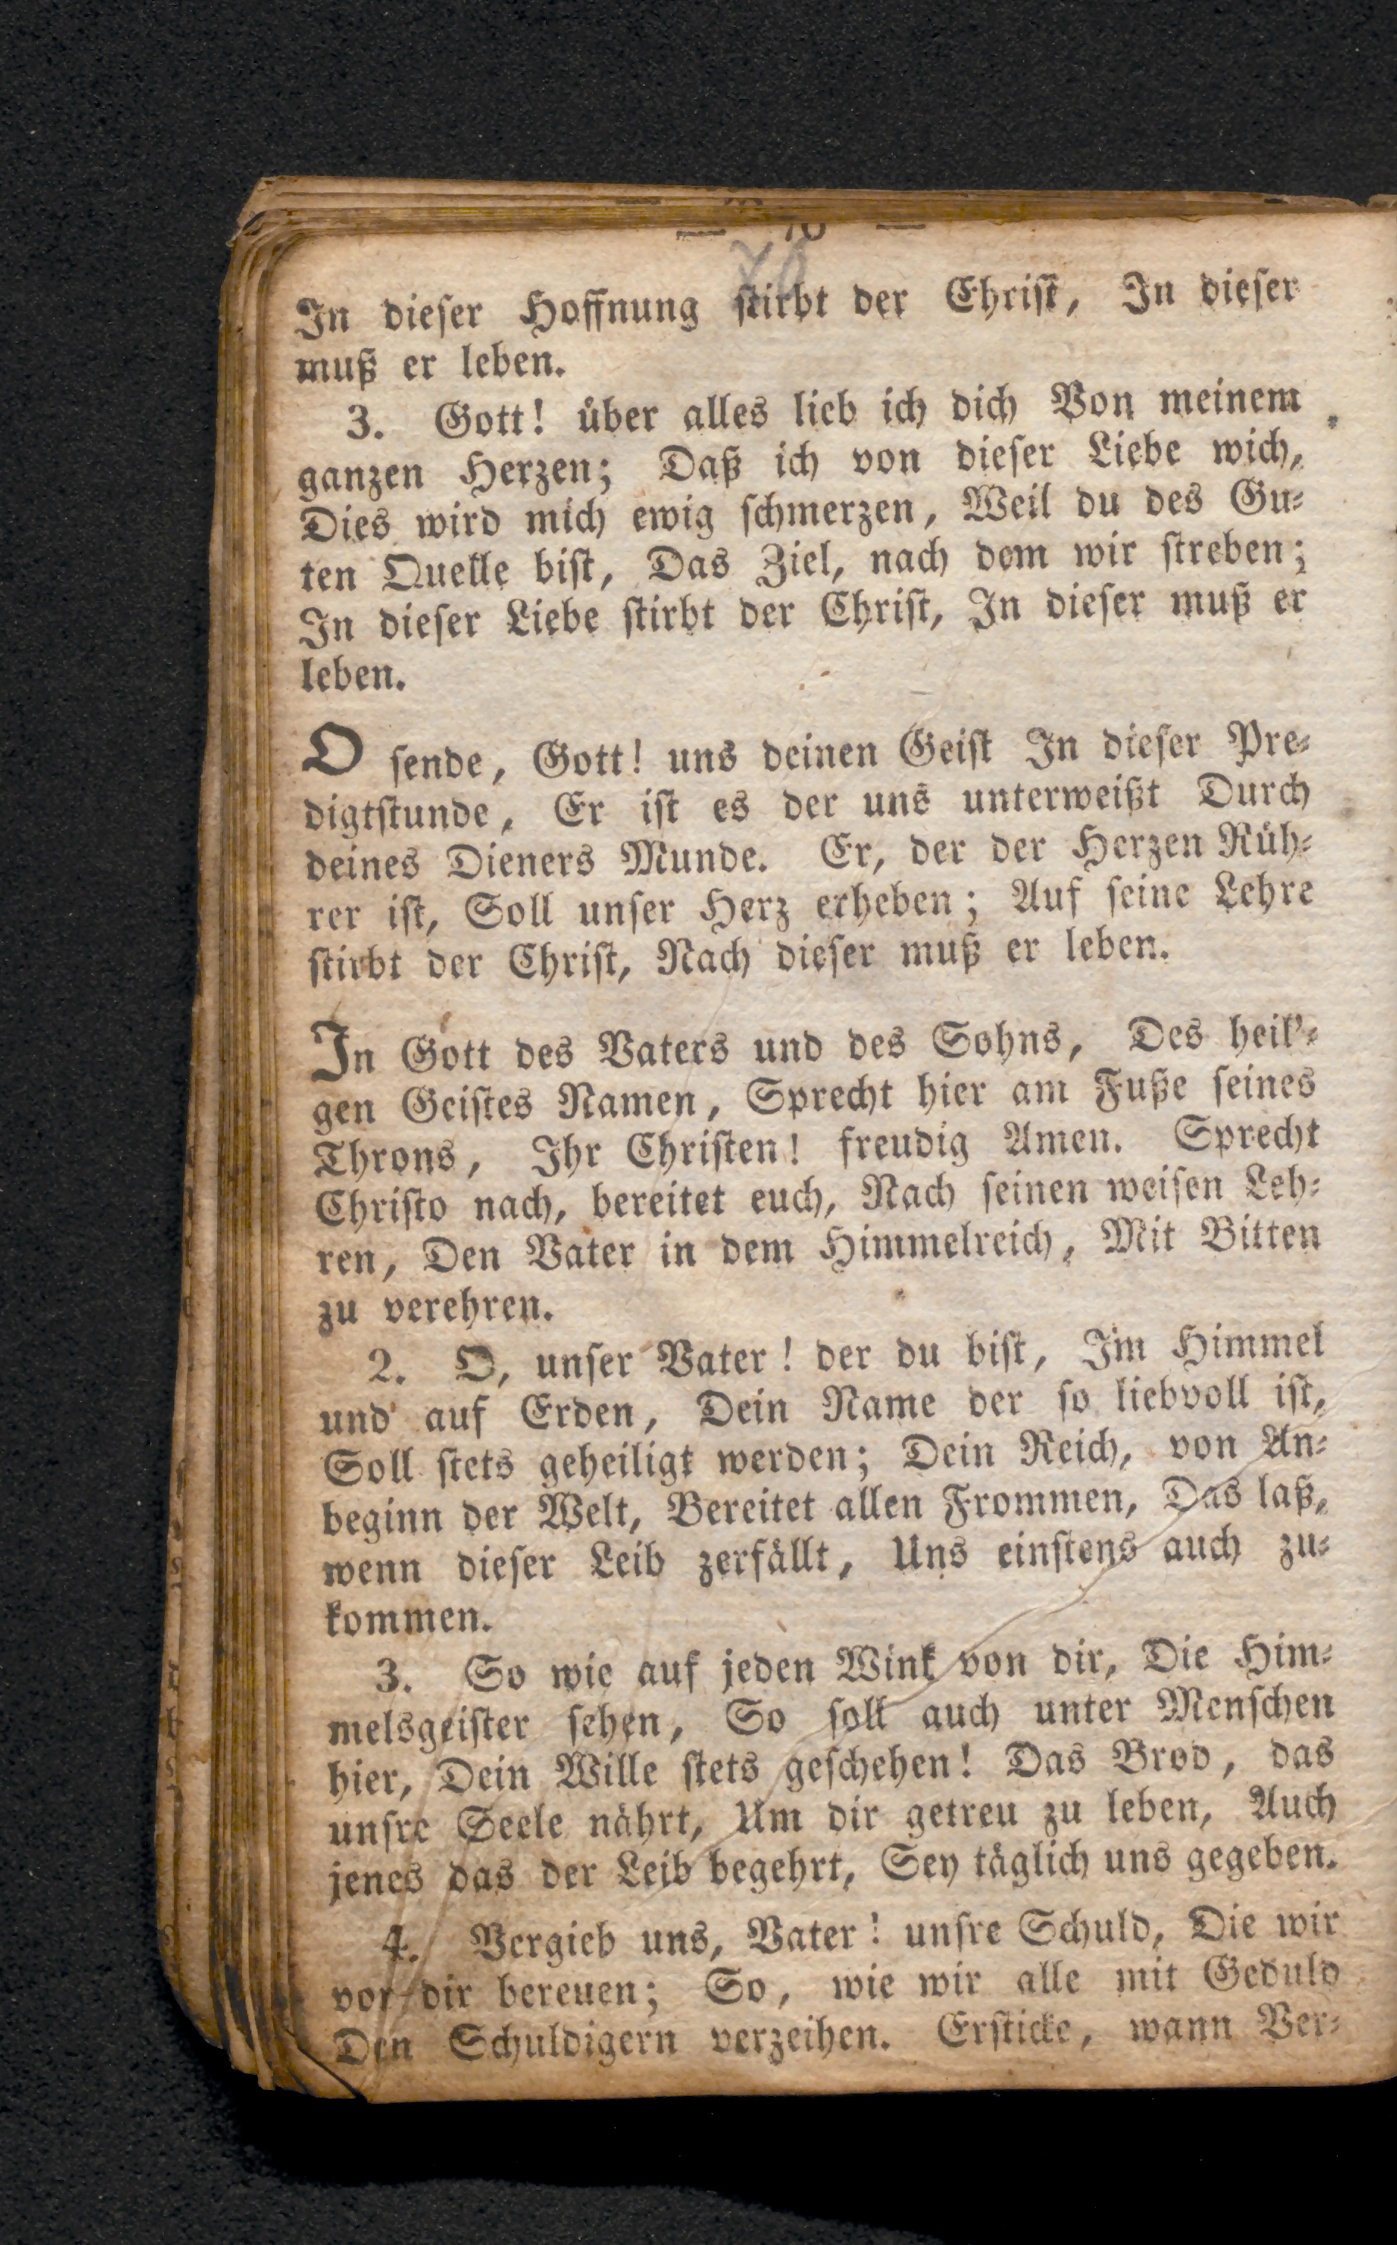 — 70 —
70
In dieser Hoffnung stirbt der Christ, In dieser
muß er leben.
3. Gott! über alles lieb ich dich Von meinem
ganzen Herzen; Daß ich von dieser Liebe wich,
Dies wird mich ewig schmerzen, Weil du des Gu-
ten Quelle bist, Das Ziel, nach dem wir streben;
In dieser Liebe stirbt der Christ, In dieser muß er
leben.
O sende, Gott! uns deinen Geist In dieser Pre-
digtstunde, Er ist es der uns unterweißt Durch
deines Dieners Munde. Er, der der Herzen Rüh-
rer ist, Soll unser Herz erheben; Auf seine Lehre
stirbt der Christ, Nach dieser muß er leben.
In Gott des Vaters und des Sohns, Des heil'-
gen Geistes Namen, Sprecht hier am Fuße seines
Throns, Ihr Christen! freudig Amen. Sprecht
Christo nach, bereitet euch, Nach seinen weisen Leh-
ren, Den Vater in dem Himmelreich, Mit Bitten
zu verehren.
2. O, unser Vater! der du bist, Im Himmel
und auf Erden, Dein Name der so liebvoll ist,
Soll stets geheiligt werden; Dein Reich, von An-
beginn der Welt, Bereitet allen Frommen, Das laß,
wenn dieser Leib zerfällt, Uns einstens auch zu-
kommen.
3. So wie auf jeden Wink von dir, Die Him-
melsgeister sehen, So soll auch unter Menschen
hier, Dein Wille stets geschehen! Das Brod, das
unsre Seele nährt, Um dir getreu zu leben, Auch
jenes das der Leib begehrt, Sey täglich uns gegeben.
4. Vergieb uns, Vater! unsre Schuld, Die wir
vor dir bereuen; So, wie wir alle mit Geduld
Den Schuldigern verzeihen. Ersticke, wann Ver-